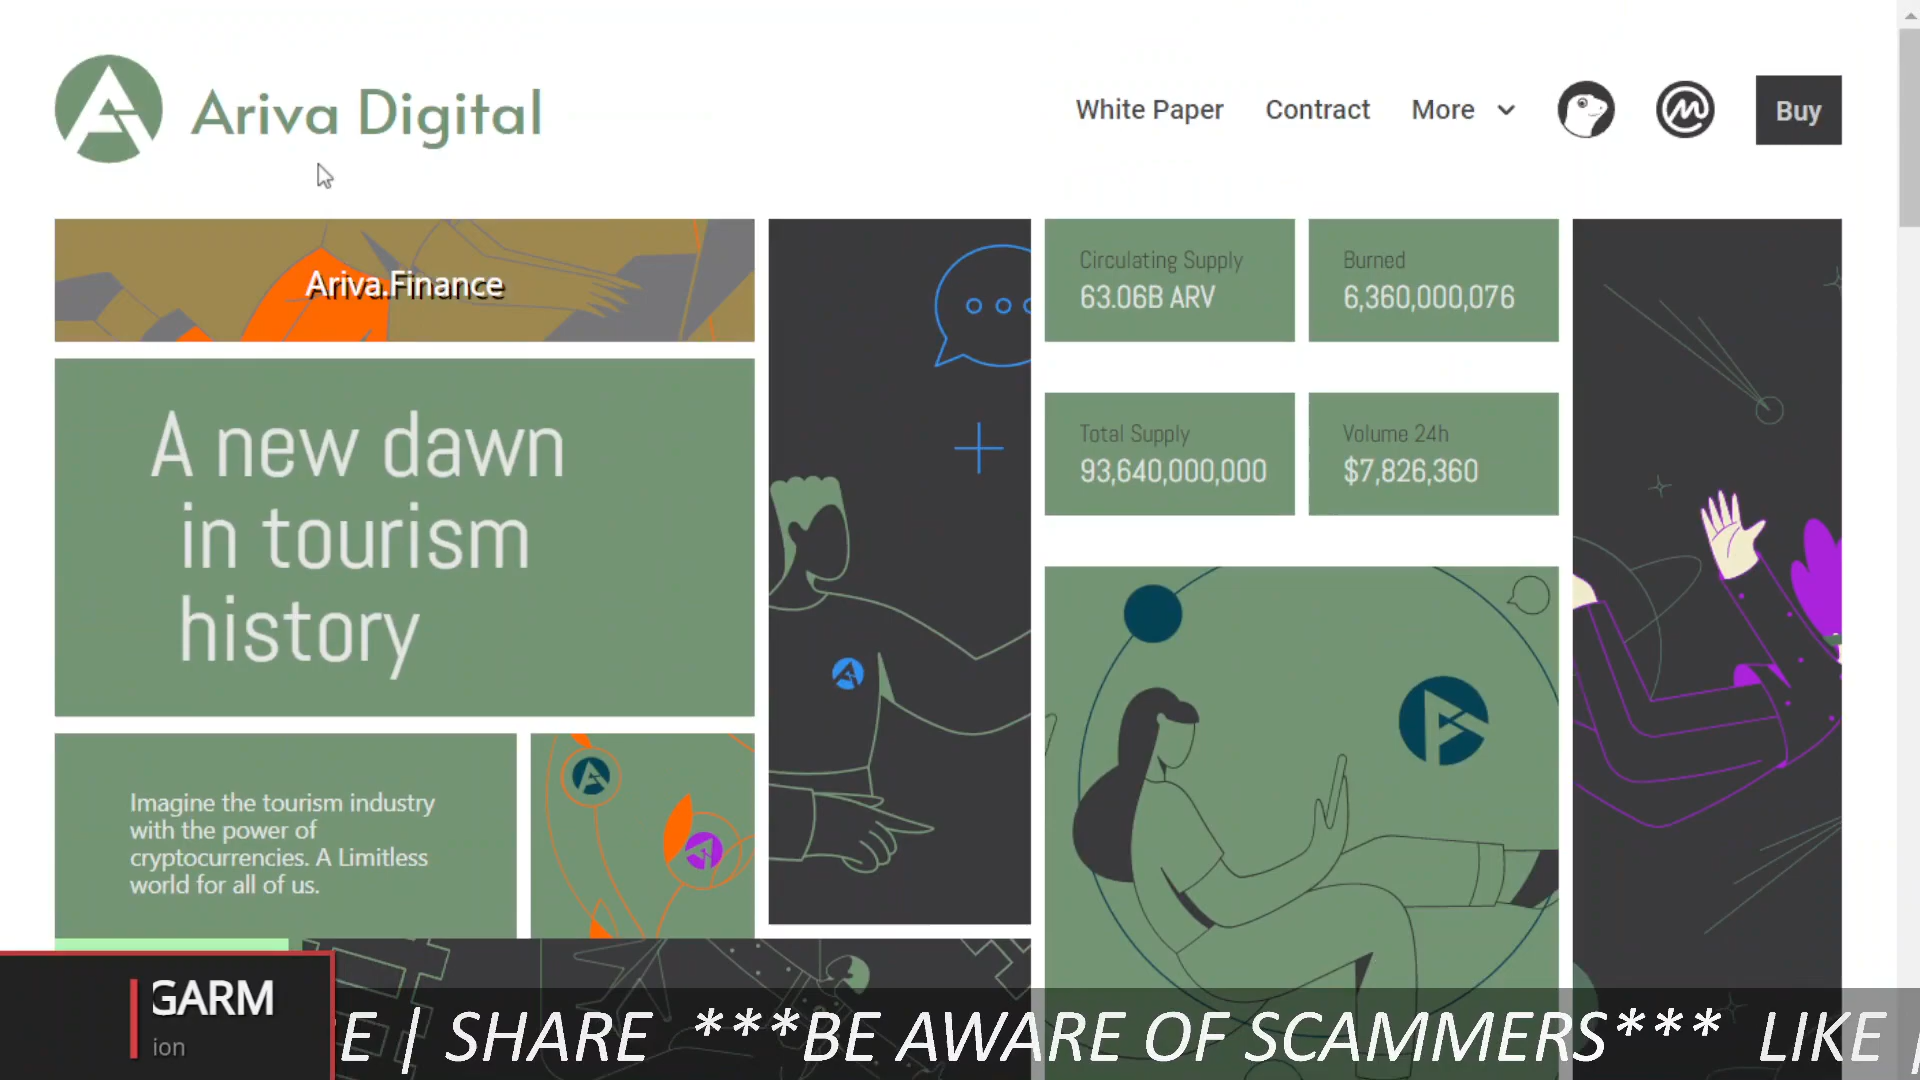 Ariva Digital
White Paper
Contract
More
Buy
Ariva.Finance
A new dawn
in tourism
history
Imagine the tourism industry
with the power of
cryptocurrencies. A Limitless
world for all of us.
Circulating Supply
63.06B ARV
Burned
6,360,000,076
Total Supply
93,640,000,000
Volume 24h
$7,826,360
GARM
ion
E | SHARE ***BE AWARE OF SCAMMERS*** LIKE |